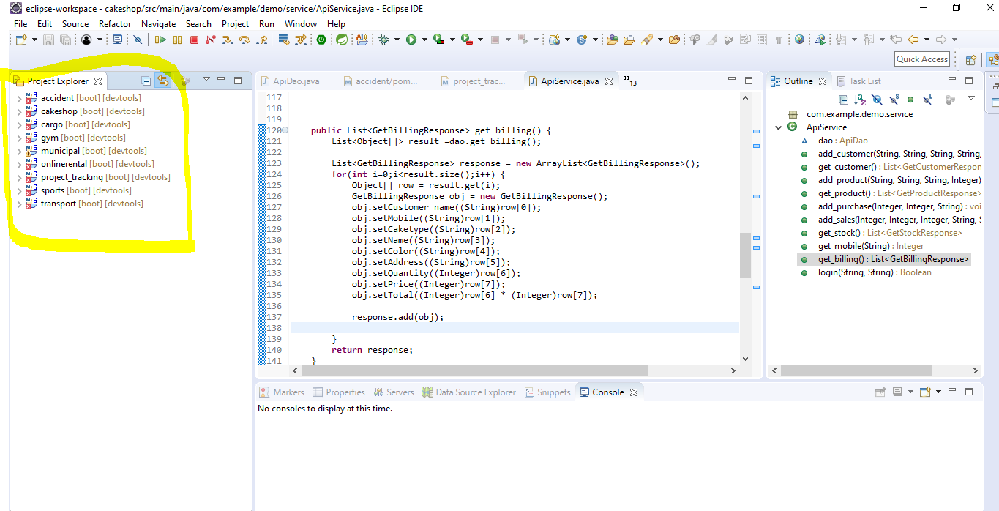 eclipse-workspace - cakeshop/src/main/java/com/example/demo/service/ApiService.java - Eclipse IDE
File Edit Source Refactor Navigate Search Project Run Window Help
Quick Access
Project Explorer
accident [boot] [devtools]
cakeshop [boot] [devtools]
cargo [boot] [devtools]
gym [boot] [devtools]
municipal [boot] [devtools]
onlinerental [boot] [devtools]
project_tracking [boot] [devtools]
sports [boot] [devtools]
transport [boot] [devtools]
ApiDao.java accident/pom... project_trac... ApiService.java »13
117
118
119
120 public List<GetBillingResponse> get_billing() {
121 List<Object[]> result =dao.get_billing();
122
123 List<GetBillingResponse> response = new ArrayList<GetBillingResponse>();
124 for(int i=0;i<result.size();i++) {
125 Object[] row = result.get(i);
126 GetBillingResponse obj = new GetBillingResponse();
127 obj.setCustomer_name((String)row[0]);
128 obj.setMobile((String)row[1]);
129 obj.setCaketype((String)row[2]);
130 obj.setName((String)row[3]);
131 obj.setColor((String)row[4]);
132 obj.setAddress((String)row[5]);
133 obj.setQuantity((Integer)row[6]);
134 obj.setPrice((Integer)row[7]);
135 obj.setTotal((Integer)row[6] * (Integer)row[7]);
136
137 response.add(obj);
138
139 }
140 return response;
141 }
Outline Task List
com.example.demo.service
ApiService
dao : ApiDao
add_customer(String, String, String, String,
get_customer() : List<GetCustomerRespon
add_product(String, String, String, Integer)
get_product() : List<GetProductResponse>
add_purchase(Integer, Integer, String) : voi
add_sales(Integer, Integer, Integer, String, S
get_stock() : List<GetStockResponse>
get_mobile(String) : Integer
get_billing() : List<GetBillingResponse>
login(String, String) : Boolean
Markers Properties Servers Data Source Explorer Snippets Console
No consoles to display at this time.